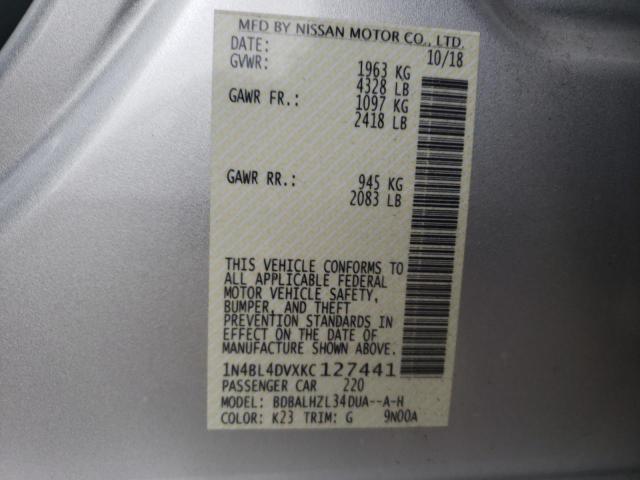 MFD BY NISSAN MOTOR CO., LTD.
DATE: 10/18
GVWR: 1963 KG
4328 LB
GAWR FR.: 1097 KG
2418 LB
GAWR RR.: 945 KG
2083 LB
THIS VEHICLE CONFORMS TO
ALL APPLICABLE FEDERAL
MOTOR VEHICLE SAFETY,
BUMPER, AND THEFT
PREVENTION STANDARDS IN
EFFECT ON THE DATE OF
MANUFACTURE SHOWN ABOVE.
1N4BL4DVXKC127441
PASSENGER CAR 220
MODEL: BDBALHZL34DUA--A-H
COLOR: K23 TRIM: G 9N00A